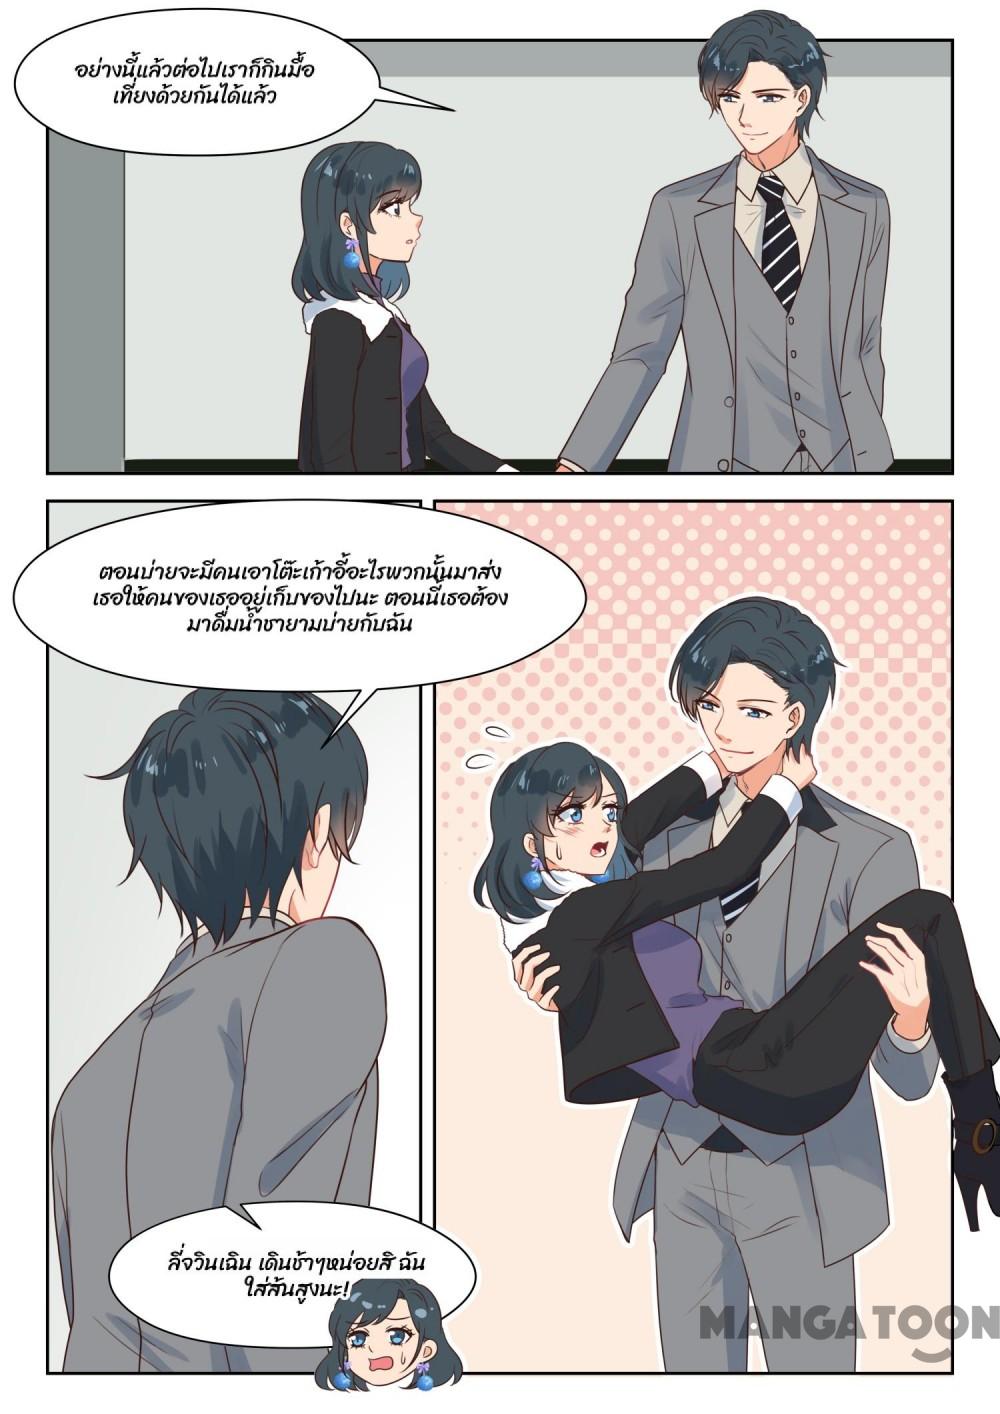 อย่างนี้แล้วต่อไปเราก็กินมื้อ
เที่ยงด้วยกันได้แล้ว
ตอนบ่ายจะมีคนเอาโต๊ะเก้าอี้อะไรพวกนั้นมาส่ง
เธอให้คนของเธออยู่เก็บของไปนะ ตอนนี้เธอต้อง
มาดื่มน้ำชายามบ่ายกับฉัน
ลี่จวินเฉิน เดินช้าๆหน่อยสิ ฉัน
ใส่ส้นสูงนะ!
MANGATOON